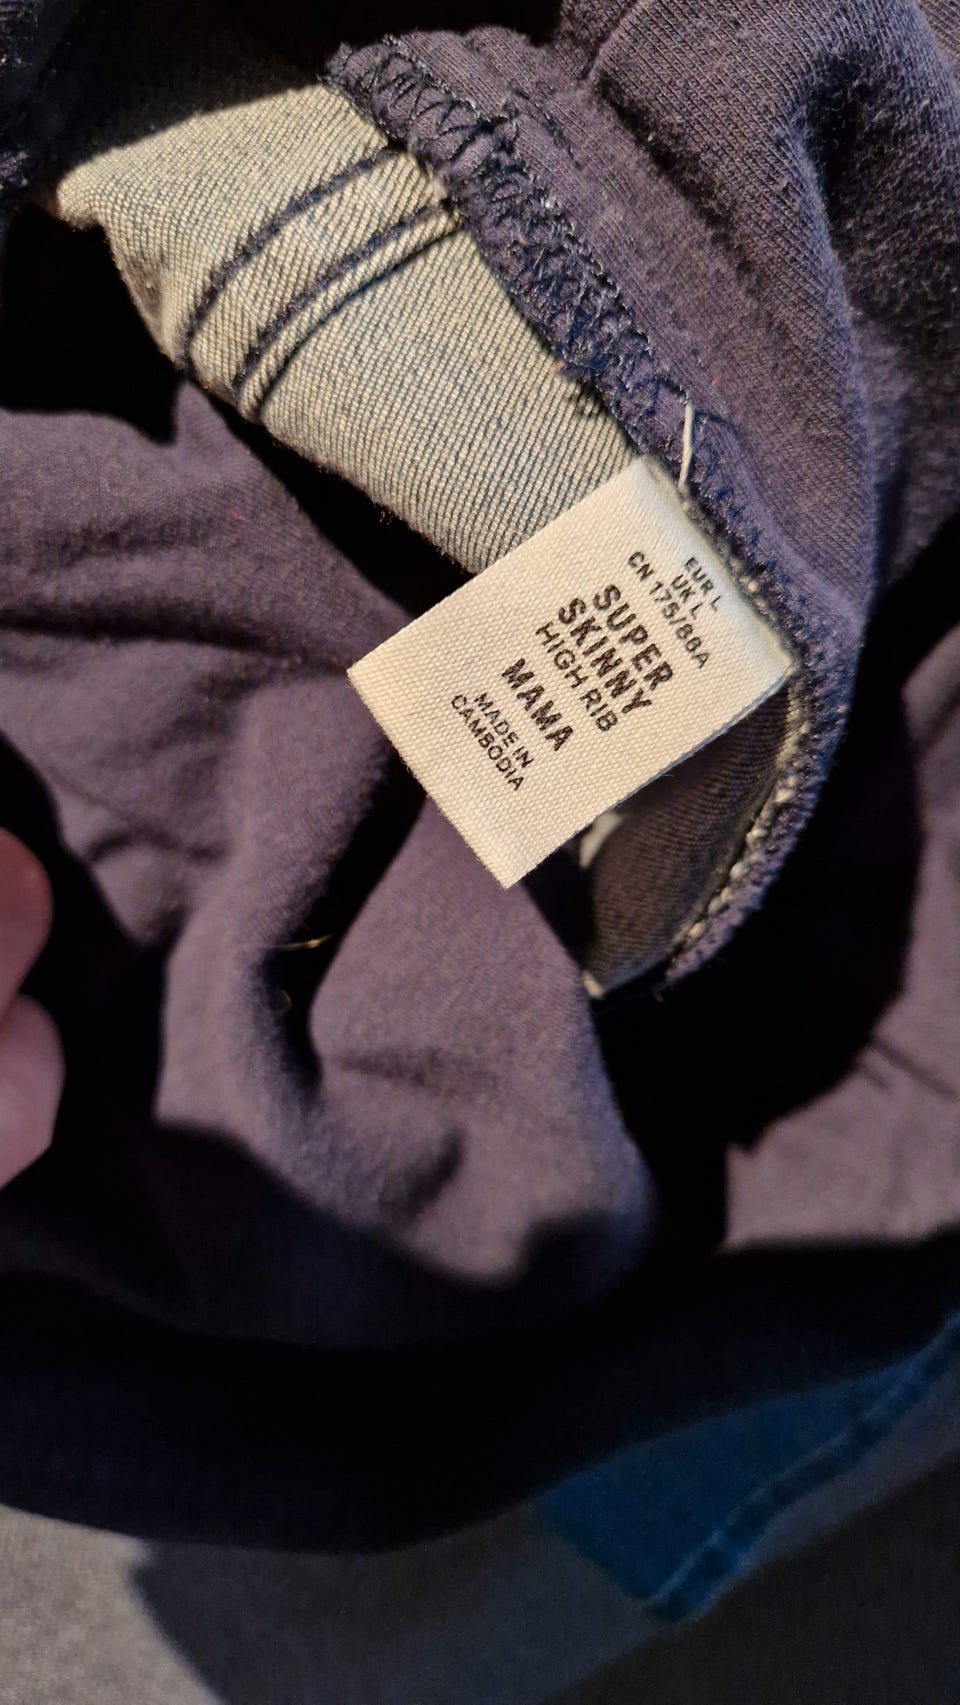 EUR L
UK L
CN 175/88A
SUPER
SKINNY
HIGH RIB
MAMA
MADE IN
CAMBODIA